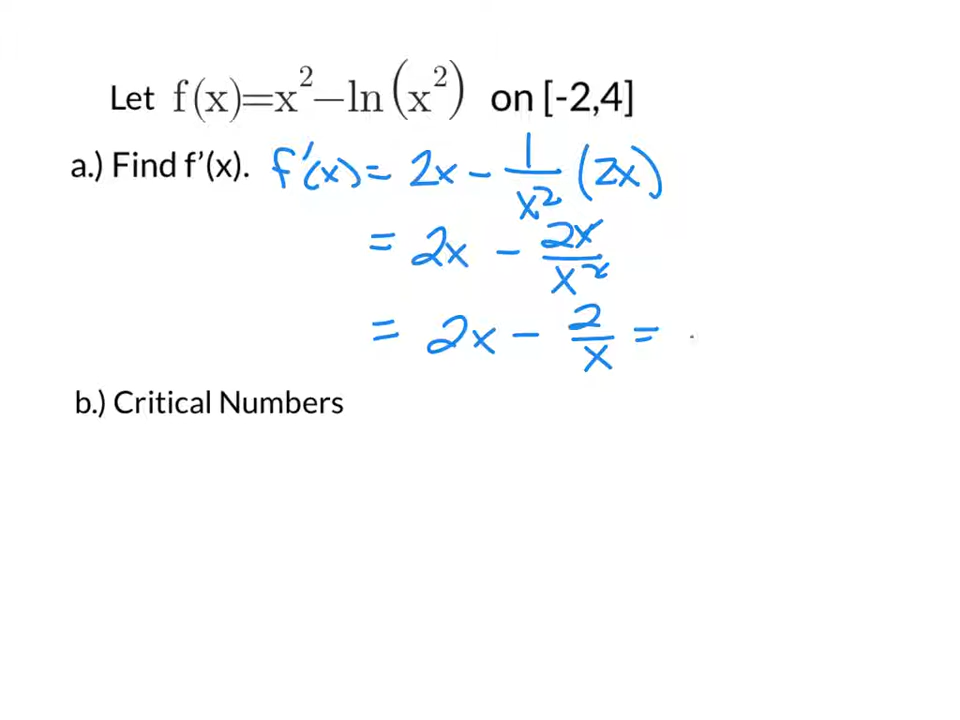 Let f(x)=x²−ln(x²) on [-2,4]
a.) Find f’(x). f'(x) = 2x − 1/x² (2x)
= 2x − 2x/x²
= 2x − 2/x =
b.) Critical Numbers